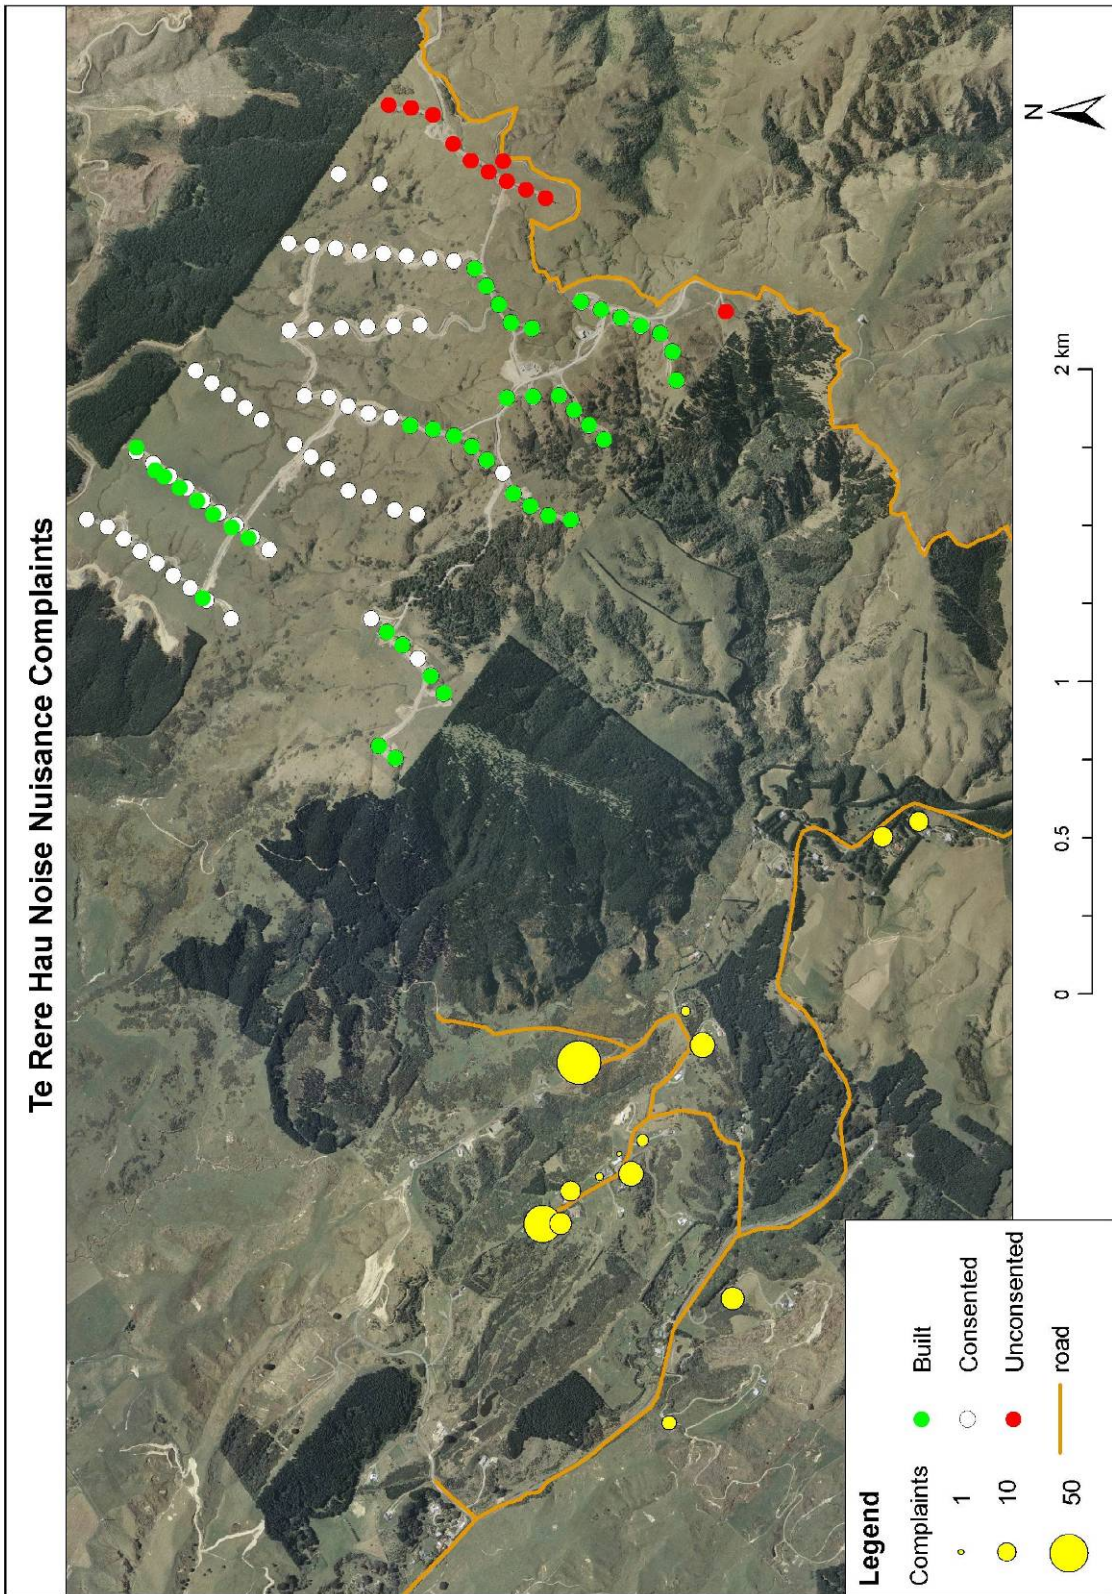 Te Rere Hau Noise Nuisance Complaints
Legend
Complaints
1
10
50
Built
Consented
Unconsented
road
0
0.5
1
2 km
N